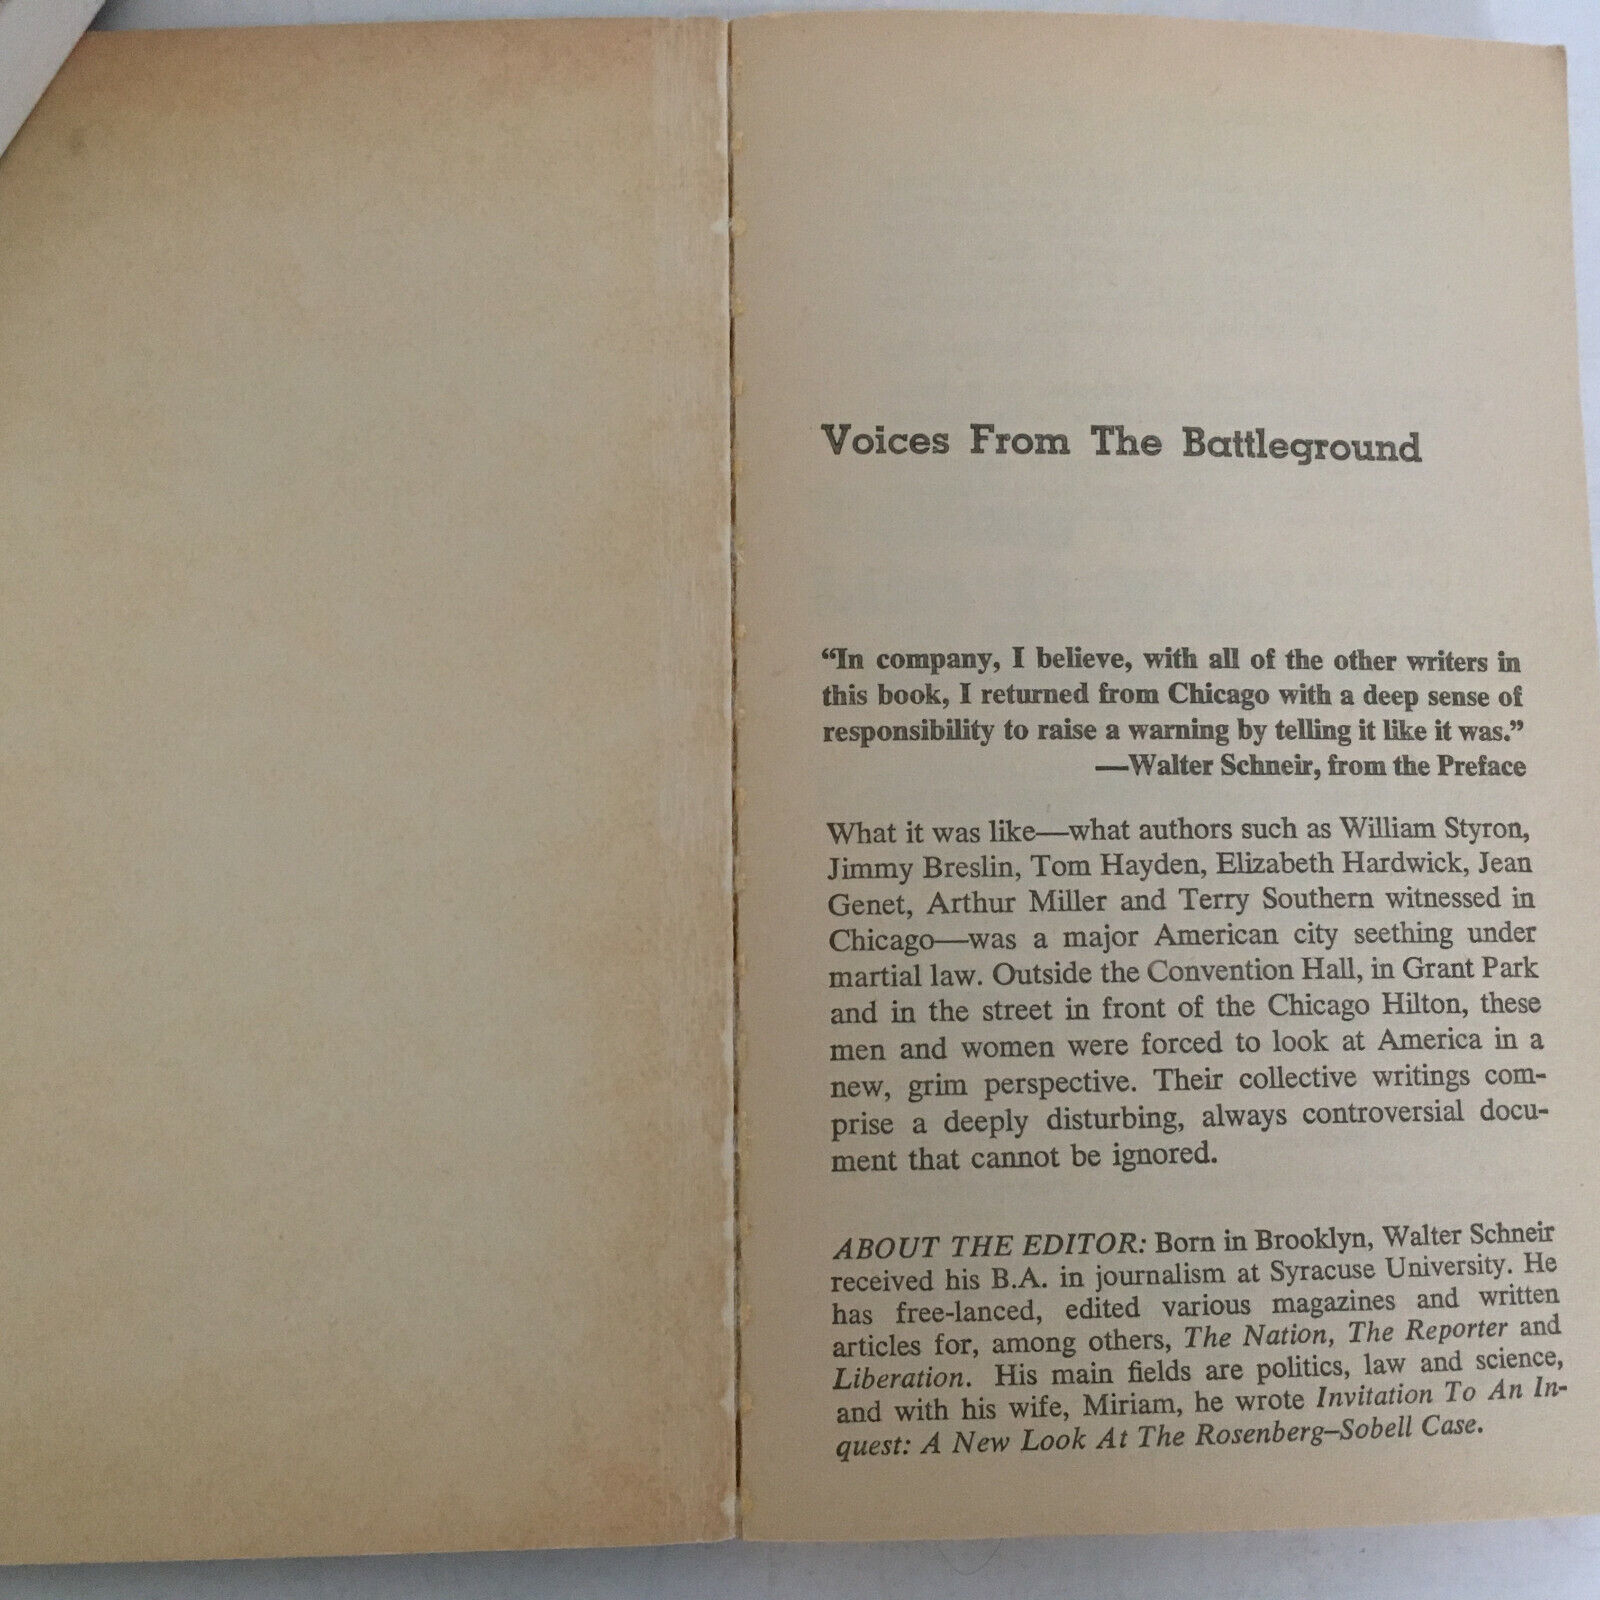 Voices From The Battleground
“In company, I believe, with all of the other writers in
this book, I returned from Chicago with a deep sense of
responsibility to raise a warning by telling it like it was.”
—Walter Schneir, from the Preface
What it was like—what authors such as William Styron,
Jimmy Breslin, Tom Hayden, Elizabeth Hardwick, Jean
Genet, Arthur Miller and Terry Southern witnessed in
Chicago—was a major American city seething under
martial law. Outside the Convention Hall, in Grant Park
and in the street in front of the Chicago Hilton, these
men and women were forced to look at America in a
new, grim perspective. Their collective writings com-
prise a deeply disturbing, always controversial docu-
ment that cannot be ignored.
ABOUT THE EDITOR: Born in Brooklyn, Walter Schneir
received his B.A. in journalism at Syracuse University. He
has free-lanced, edited various magazines and written
articles for, among others, The Nation, The Reporter and
Liberation. His main fields are politics, law and science,
and with his wife, Miriam, he wrote Invitation To An In-
quest: A New Look At The Rosenberg–Sobell Case.